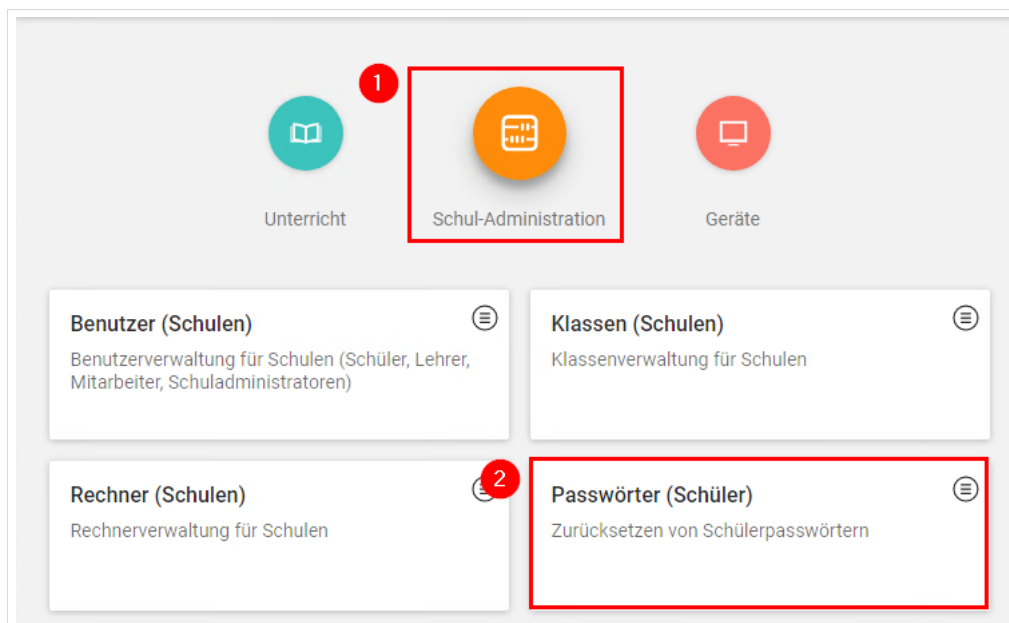 1
Unterricht
Schul-Administration
Geräte
Benutzer (Schulen)
Benutzerverwaltung für Schulen (Schüler, Lehrer,
Mitarbeiter, Schuladministratoren)
Klassen (Schulen)
Klassenverwaltung für Schulen
Rechner (Schulen)
Rechnerverwaltung für Schulen
2
Passwörter (Schüler)
Zurücksetzen von Schülerpasswörtern